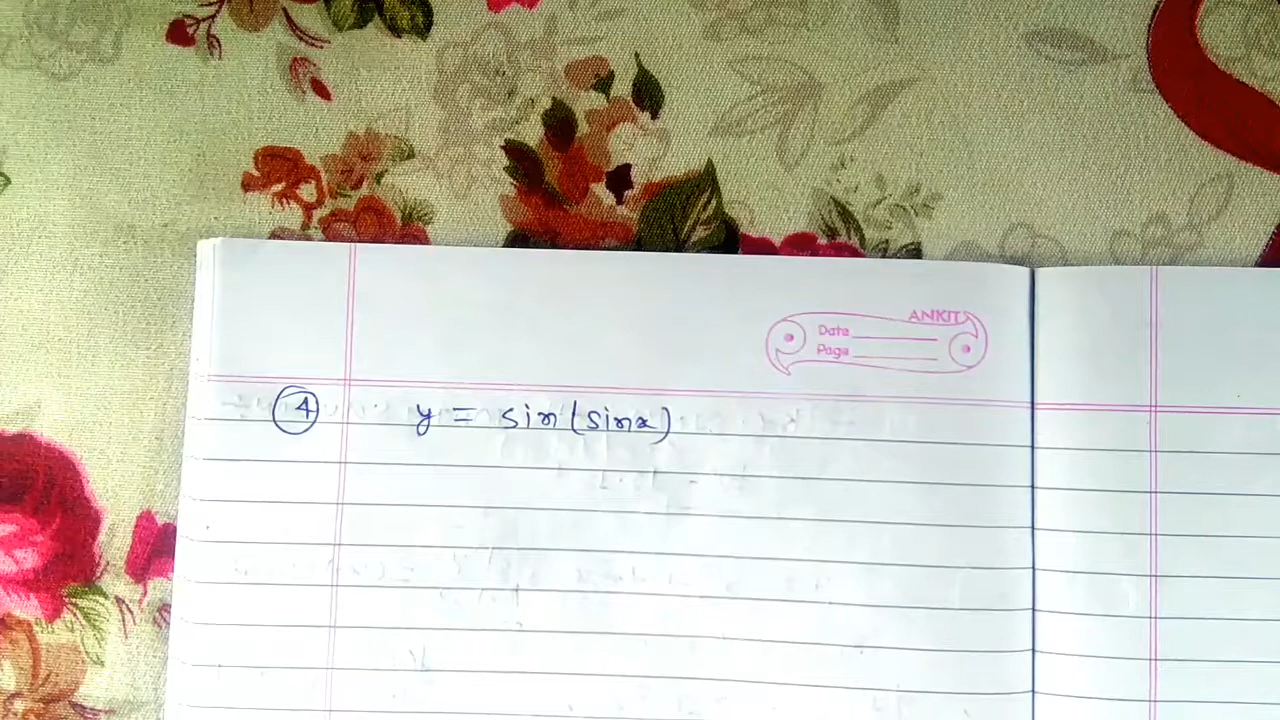 ANKIT
Date
Page
4 y = sin(sinx)